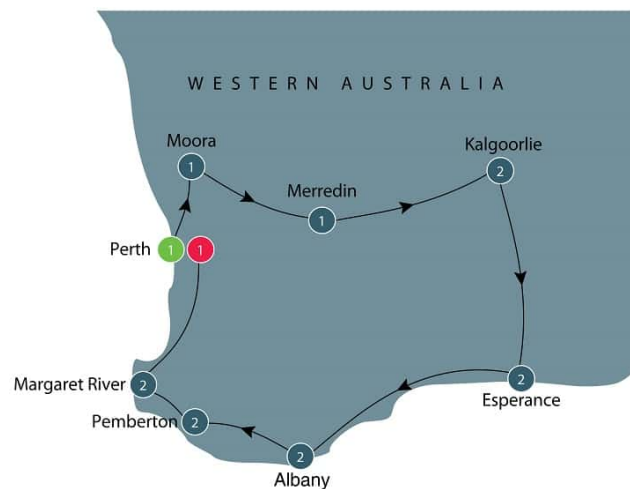 WESTERN AUSTRALIA
Moora
1
Kalgoorlie
2
Merredin
1
Perth 1 1
Margaret River 2
2
Esperance
Pemberton 2
2
Albany